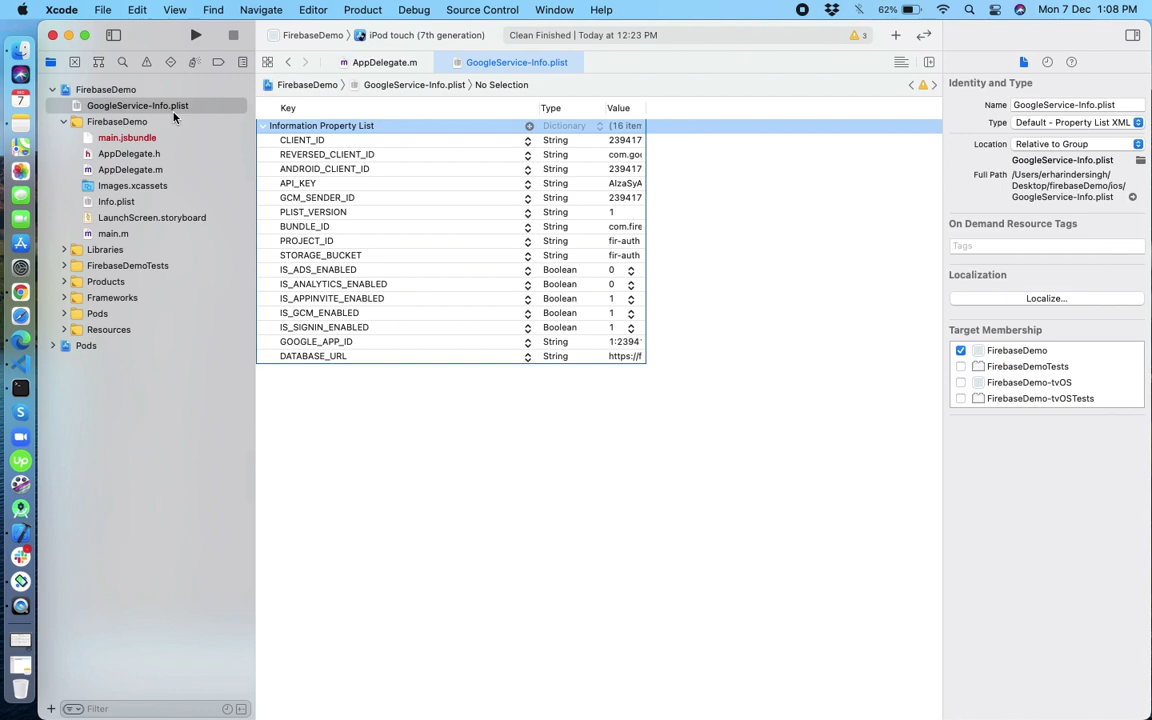 Xcode File Edit View Find Navigate Editor Product Debug Source Control Window Help 62% Mon 7 Dec 1:08 PM
FirebaseDemo iPod touch (7th generation) Clean Finished | Today at 12:23 PM 3
AppDelegate.m GoogleService-Info.plist
FirebaseDemo GoogleService-Info.plist No Selection
FirebaseDemo
GoogleService-Info.plist
FirebaseDemo
main.jsbundle
AppDelegate.h
AppDelegate.m
Images.xcassets
Info.plist
LaunchScreen.storyboard
main.m
Libraries
FirebaseDemoTests
Products
Frameworks
Pods
Resources
Pods
Filter
Key Type Value
Information Property List Dictionary (16 item
CLIENT_ID String 239417
REVERSED_CLIENT_ID String com.goo
ANDROID_CLIENT_ID String 239417
API_KEY String AIzaSyA
GCM_SENDER_ID String 239417
PLIST_VERSION String 1
BUNDLE_ID String com.fire
PROJECT_ID String fir-auth
STORAGE_BUCKET String fir-auth
IS_ADS_ENABLED Boolean 0
IS_ANALYTICS_ENABLED Boolean 0
IS_APPINVITE_ENABLED Boolean 1
IS_GCM_ENABLED Boolean 1
IS_SIGNIN_ENABLED Boolean 1
GOOGLE_APP_ID String 1:2394
DATABASE_URL String https://f
Identity and Type
Name GoogleService-Info.plist
Type Default - Property List XML
Location Relative to Group
GoogleService-Info.plist
Full Path /Users/erharindersingh/
Desktop/firebaseDemo/ios/
GoogleService-Info.plist
On Demand Resource Tags
Tags
Localization
Localize...
Target Membership
FirebaseDemo
FirebaseDemoTests
FirebaseDemo-tvOS
FirebaseDemo-tvOSTests